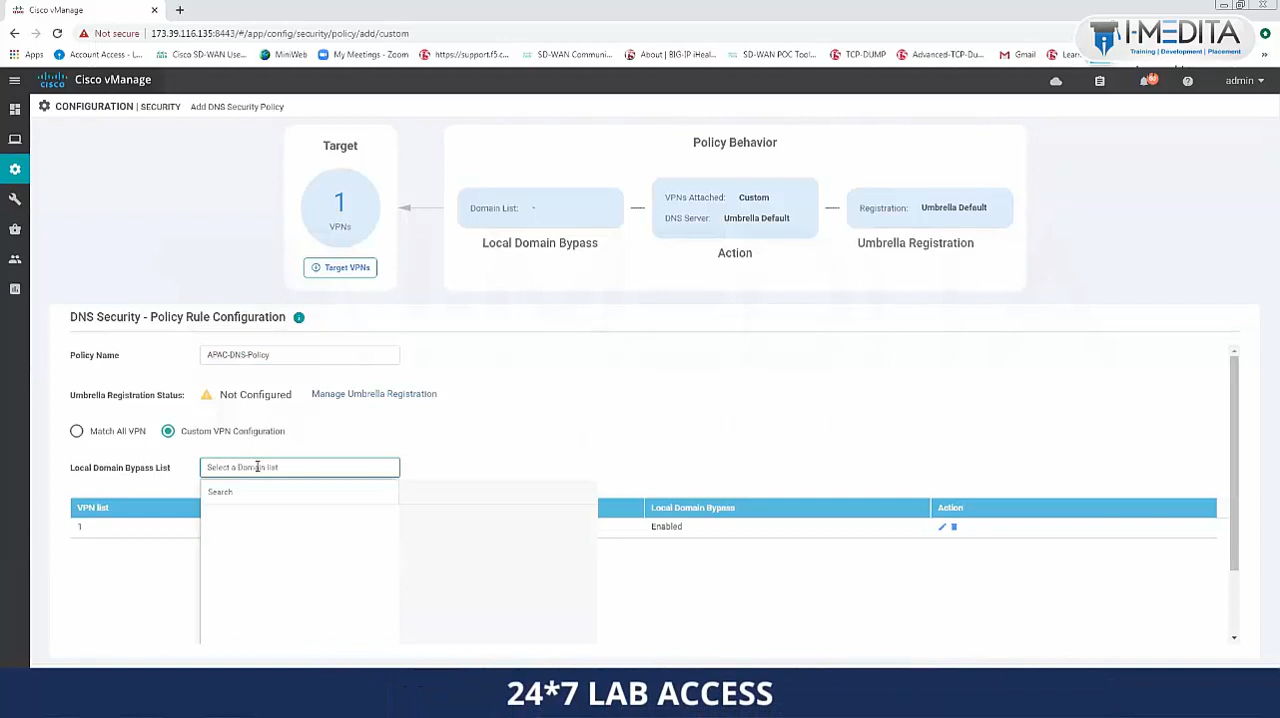 Cisco vManage
Not secure 173.39.116.135:8443/#/app/config/security/policy/add/custom
I-MEDITA
Training | Development | Placement
Apps Account Access - L... Cisco SD-WAN Use... MiniWeb My Meetings - Zoom https://support.f5.c... SD-WAN Communi... About | BIG-IP iHeal... SD-WAN POC Tool... TCP-DUMP Advanced-TCP-Du... Gmail Lear
Cisco vManage
admin
CONFIGURATION | SECURITY Add DNS Security Policy
Target
1
VPNs
Target VPNs
Policy Behavior
Domain List: -
Local Domain Bypass
VPNs Attached: Custom
DNS Server: Umbrella Default
Action
Registration: Umbrella Default
Umbrella Registration
DNS Security - Policy Rule Configuration
Policy Name APAC-DNS-Policy
Umbrella Registration Status: Not Configured Manage Umbrella Registration
Match All VPN Custom VPN Configuration
Local Domain Bypass List Select a Domain list
Search
VPN list Local Domain Bypass Action
1 Enabled
24*7 LAB ACCESS